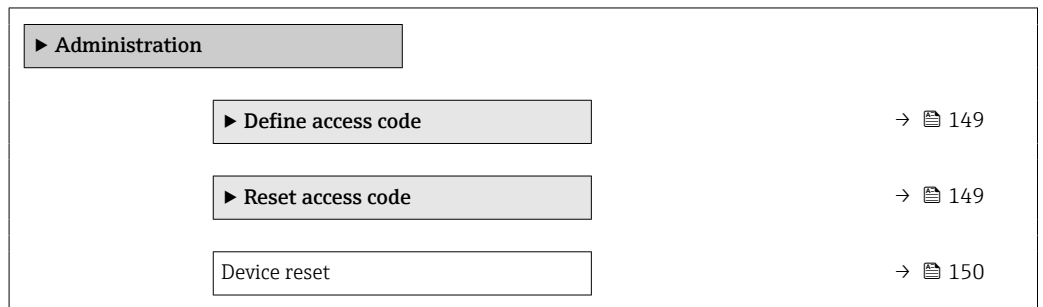 ▶ Administration
▶ Define access code → 149
▶ Reset access code → 149
Device reset → 150